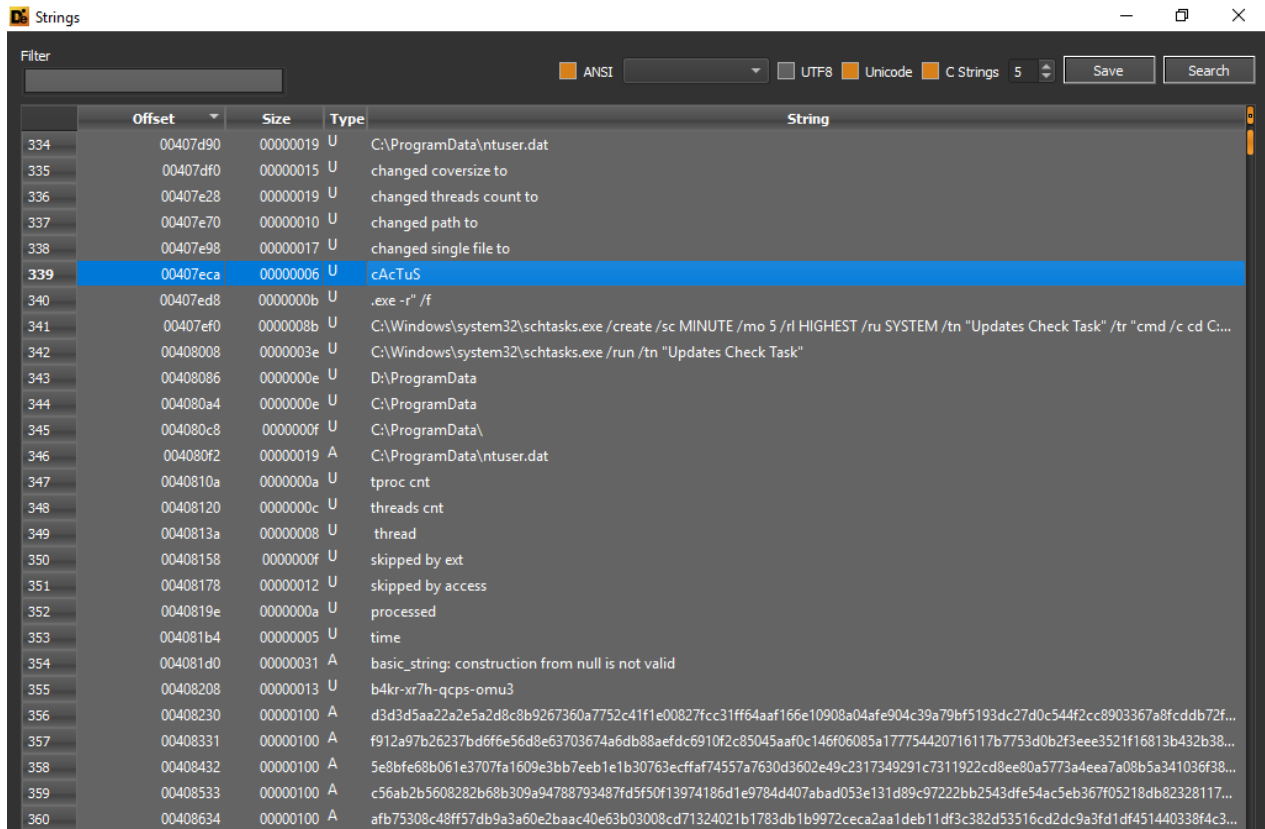 De Strings
Filter
ANSI UTF8 Unicode C Strings 5 Save Search
Offset Size Type String
334 00407d90 00000019 U C:\ProgramData\ntuser.dat
335 00407df0 00000015 U changed coversize to
336 00407e28 00000019 U changed threads count to
337 00407e70 00000010 U changed path to
338 00407e98 00000017 U changed single file to
339 00407eca 00000006 U cAcTuS
340 00407ed8 0000000b U .exe -r" /f
341 00407ef0 0000008b U C:\Windows\system32\schtasks.exe /create /sc MINUTE /mo 5 /rl HIGHEST /ru SYSTEM /tn "Updates Check Task" /tr "cmd /c cd C:...
342 00408008 0000003e U C:\Windows\system32\schtasks.exe /run /tn "Updates Check Task"
343 00408086 0000000e U D:\ProgramData
344 004080a4 0000000e U C:\ProgramData
345 004080c8 0000000f U C:\ProgramData\
346 004080f2 00000019 A C:\ProgramData\ntuser.dat
347 0040810a 0000000a U tproc cnt
348 00408120 0000000c U threads cnt
349 0040813a 00000008 U thread
350 00408158 0000000f U skipped by ext
351 00408178 00000012 U skipped by access
352 0040819e 0000000a U processed
353 004081b4 00000005 U time
354 004081d0 00000031 A basic_string: construction from null is not valid
355 00408208 00000013 U b4kr-xr7h-qcps-omu3
356 00408230 00000100 A d3d3d5aa22a2e5a2d8c8b9267360a7752c41f1e00827fcc31ff64aaf166e10908a04afe904c39a79bf5193dc27d0c544f2cc8903367a8fcddb72f...
357 00408331 00000100 A f912a97b26237bd6f6e56d8e63703674a6db88aefdc6910f2c85045aaf0c146f06085a177754420716117b7753d0b2f3eee3521f16813b432b38...
358 00408432 00000100 A 5e8bfe68b061e3707fa1609e3bb7eeb1e1b30763ecffaf74557a7630d3602e49c2317349291c7311922cd8ee80a5773a4eea7a08b5a341036f38...
359 00408533 00000100 A c56ab2b5608282b68b309a94788793487fd5f50f13974186d1e9784d407abad053e131d89c97222bb2543dfe54ac5eb367f05218db82328117...
360 00408634 00000100 A afb75308c48ff57db9a3a60e2baac40e63b03008cd71324021b1783db1b9972ceca2aa1deb11df3c382d53516cd2dc9a3fd1df451440338f4c3...